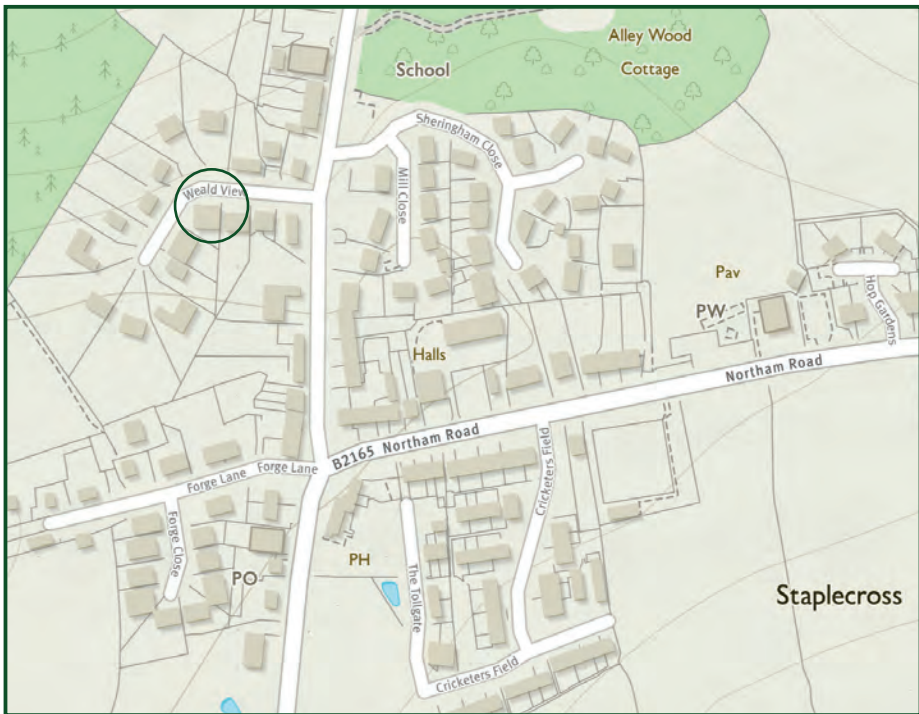 Alley Wood
Cottage
School
Sheringham Close
Mill Close
Weald View
Pav
PW
Hop Gardens
Halls
Northam Road
B2165 Northam Road
Forge Lane
Forge Lane
Cricketers Field
Forge Close
PO
PH
The Tollgate
Staplecross
Cricketers Field